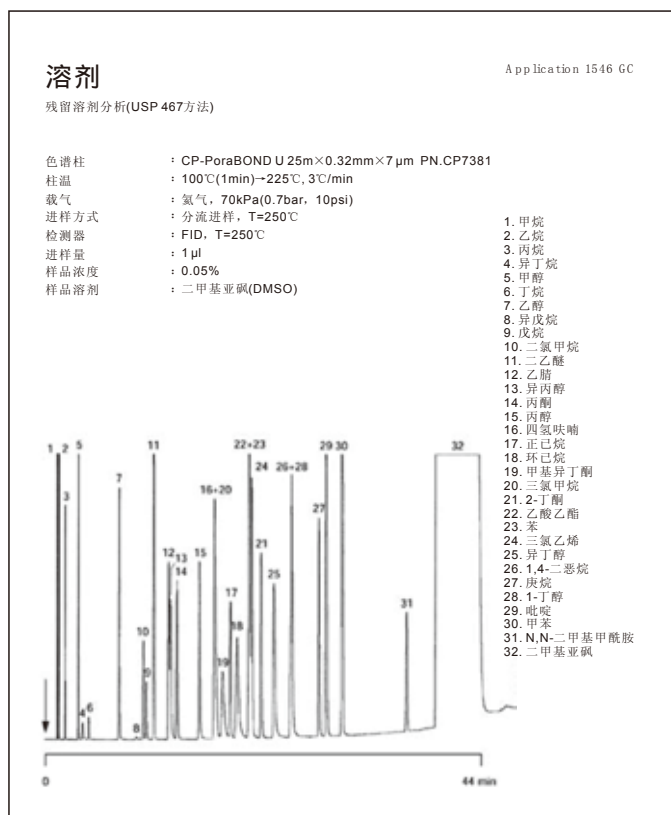 溶剂
Application 1546 GC
残留溶剂分析(USP 467方法)
色谱柱 : CP-PoraBOND U 25m×0.32mm×7 μm PN.CP7381
柱温 : 100℃(1min)→225℃, 3℃/min
载气 : 氦气，70kPa(0.7bar，10psi)
进样方式 : 分流进样，T=250℃
检测器 : FID，T=250℃
进样量 : 1 μl
样品浓度 : 0.05%
样品溶剂 : 二甲基亚砜(DMSO)
1. 甲烷
2. 乙烷
3. 丙烷
4. 异丁烷
5. 甲醇
6. 丁烷
7. 乙醇
8. 异戊烷
9. 戊烷
10. 二氯甲烷
11. 二乙醚
12. 乙腈
13. 异丙醇
14. 丙酮
15. 丙醇
16. 四氢呋喃
17. 正已烷
18. 环已烷
19. 甲基异丁酮
20. 三氯甲烷
21. 2-丁酮
22. 乙酸乙酯
23. 苯
24. 三氯乙烯
25. 异丁醇
26. 1,4-二恶烷
27. 庚烷
28. 1-丁醇
29. 吡啶
30. 甲苯
31. N,N-二甲基甲酰胺
32. 二甲基亚砜
1 2 5 11 22+23 29 30 32
24 26+28
7 3 16+20 27
12 13 14 15 21 25
17 31
10 18
9 19
4 6
8
0 44 min